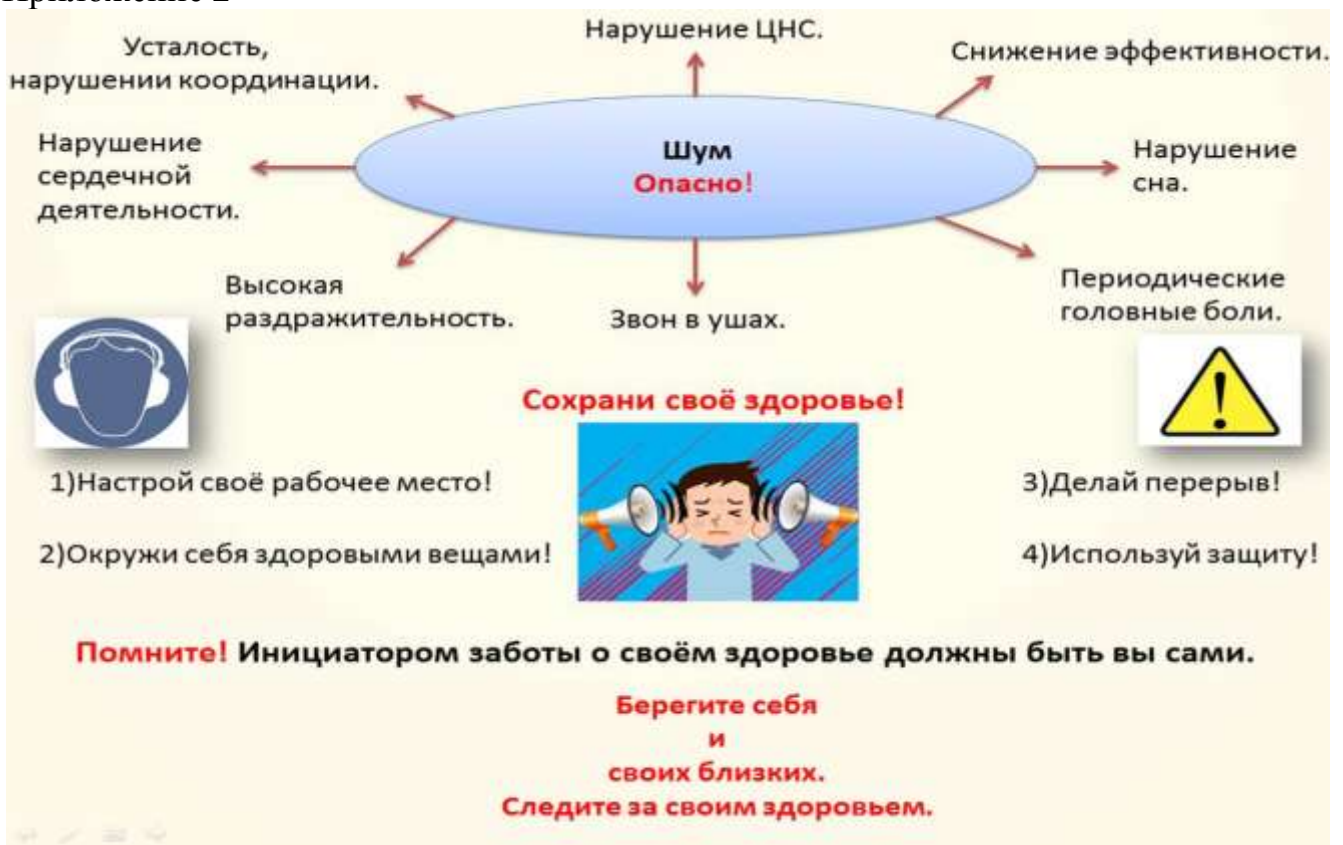 Приложение 2
Нарушение ЦНС.
Усталость,
нарушении координации.
Снижение эффективности.
Шум
Опасно!
Нарушение
сердечной
деятельности.
Нарушение
сна.
Высокая
раздражительность.
Звон в ушах.
Периодические
головные боли.
Сохрани своё здоровье!
1)Настрой своё рабочее место!
3)Делай перерыв!
2)Окружи себя здоровыми вещами!
4)Используй защиту!
Помните! Инициатором заботы о своём здоровье должны быть вы сами.
Берегите себя
и
своих близких.
Следите за своим здоровьем.